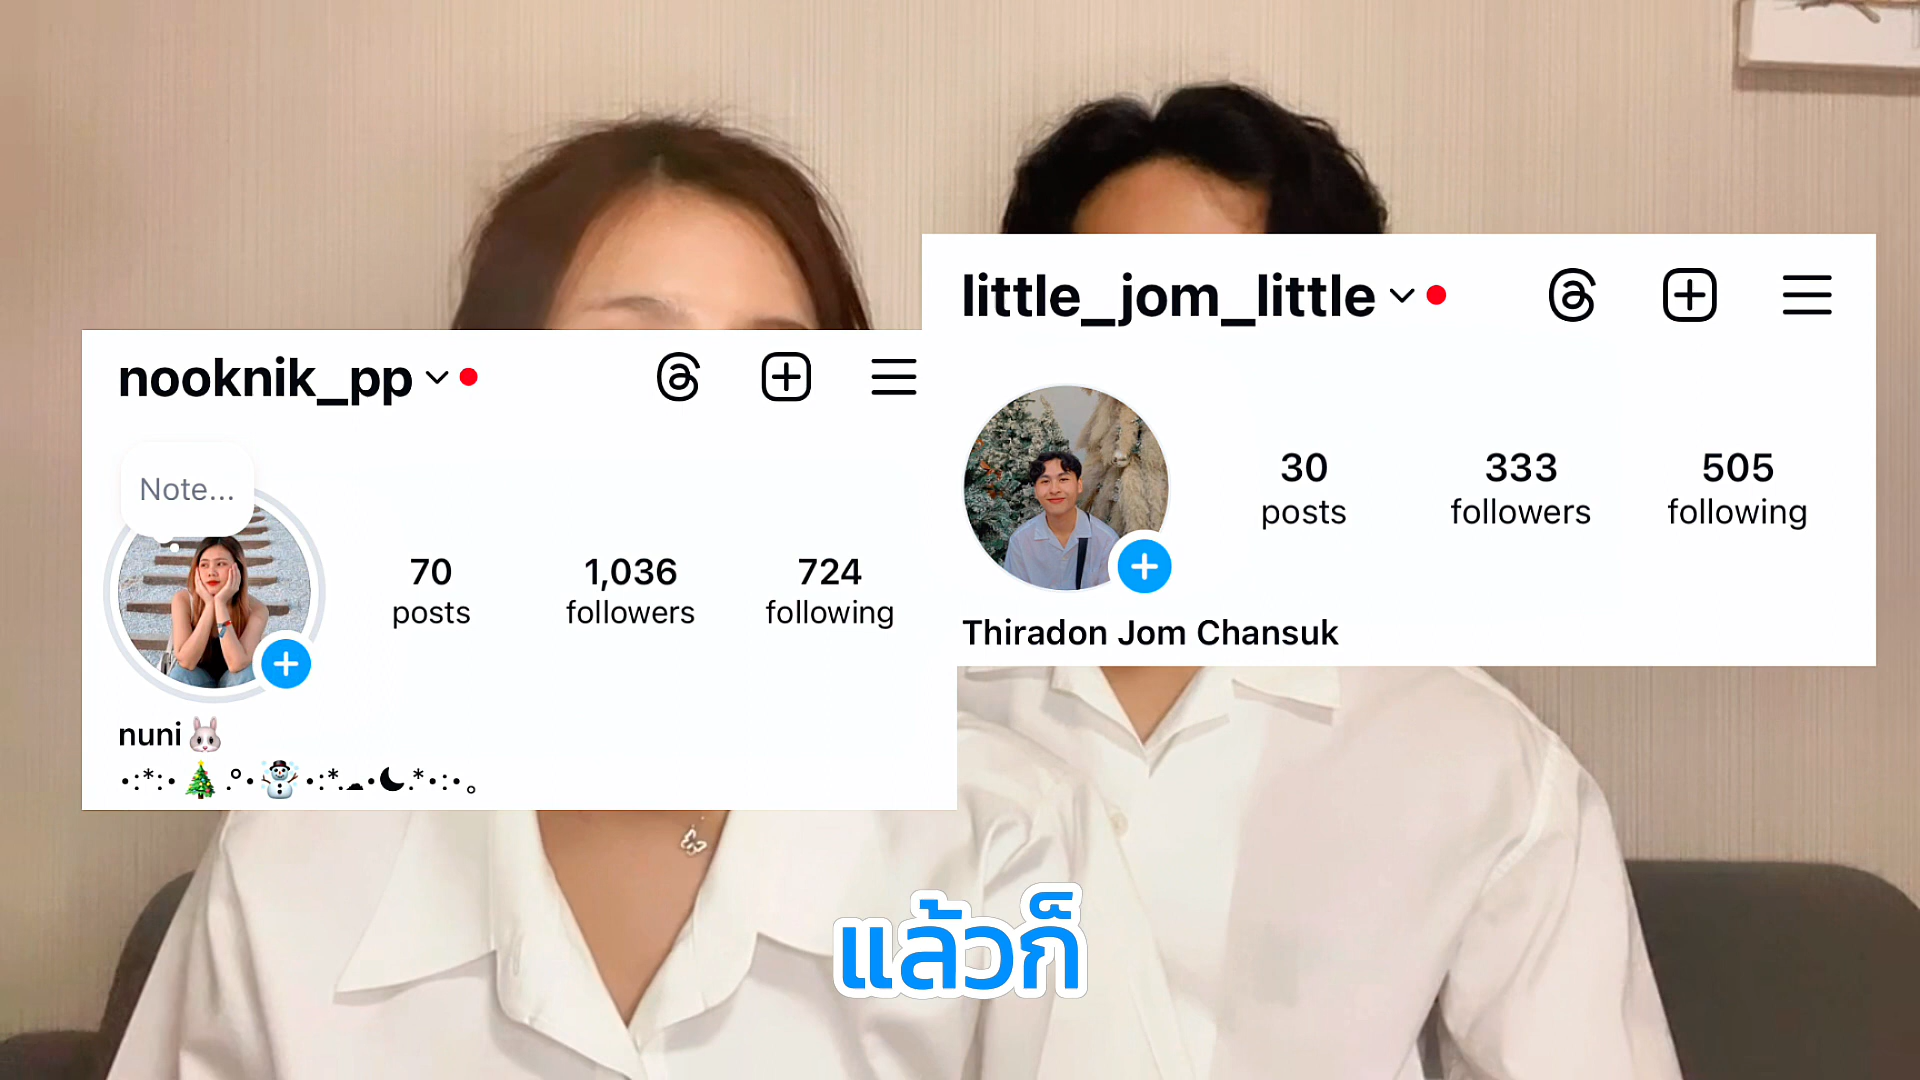 little_jom_little
30 333 505
posts followers following
Thiradon Jom Chansuk
nooknik_pp
Note...
70 1,036 724
posts followers following
nuni🐰
•:*:•🎄.°•☃️•:*.☁•⏾.*•:•。
แล้วก็